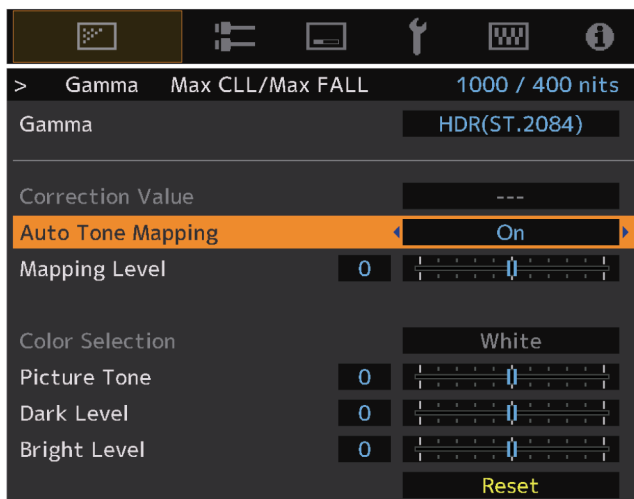 > Gamma Max CLL/Max FALL 1000 / 400 nits
Gamma HDR(ST.2084)
Correction Value ---
Auto Tone Mapping On
Mapping Level 0
Color Selection White
Picture Tone 0
Dark Level 0
Bright Level 0
Reset